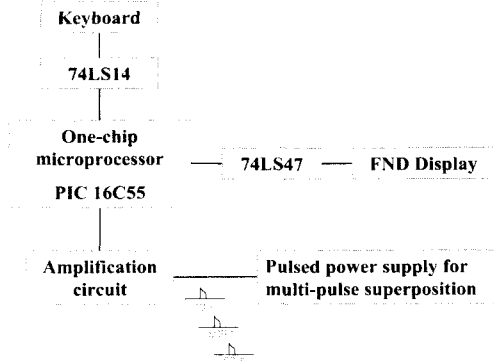 Keyboard
74LS14
One-chip
microprocessor
PIC 16C55
74LS47
FND Display
Amplification
circuit
Pulsed power supply for
multi-pulse superposition